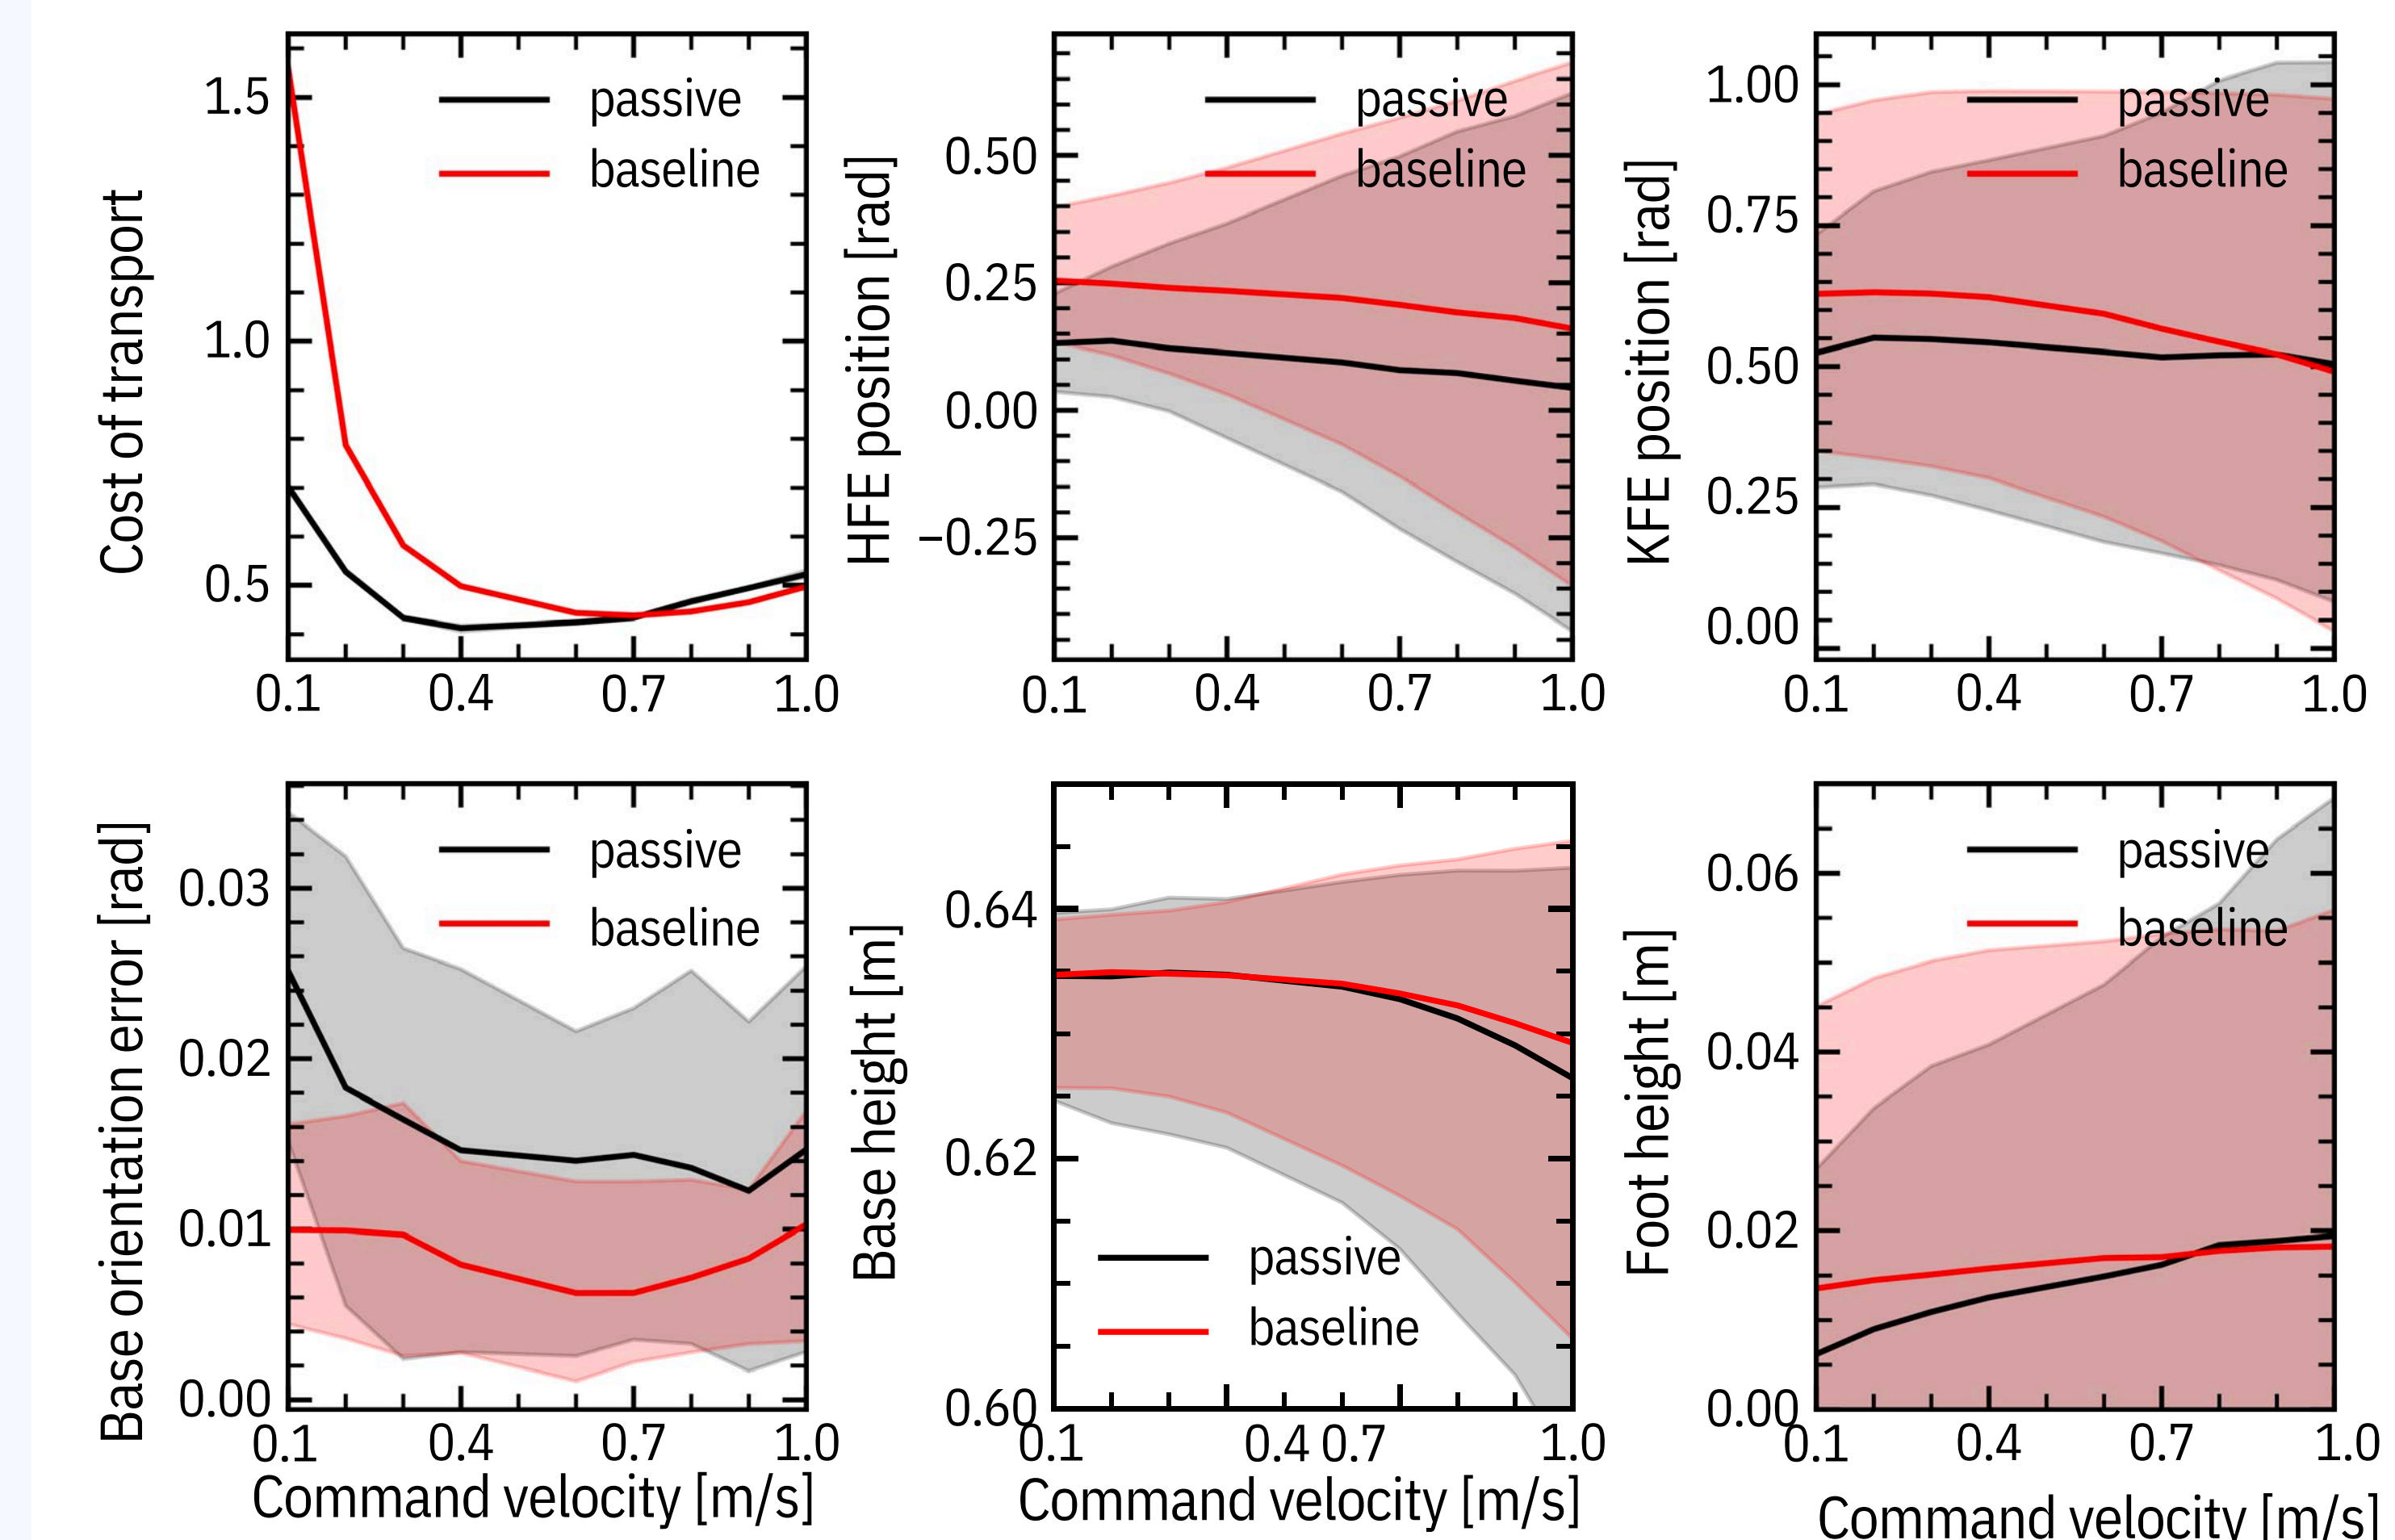 Cost of transport
1.5
1.0
0.5
passive
baseline
0.1 0.4 0.7 1.0
HFE position [rad]
0.50
0.25
0.00
−0.25
passive
baseline
0.1 0.4 0.7 1.0
KFE position [rad]
1.00
0.75
0.50
0.25
0.00
passive
baseline
0.1 0.4 0.7 1.0
Base orientation error [rad]
0.03
0.02
0.01
0.00
passive
baseline
0.1 0.4 0.7 1.0
Command velocity [m/s]
Base height [m]
0.64
0.62
0.60
passive
baseline
0.1 0.4 0.7 1.0
Command velocity [m/s]
Foot height [m]
0.06
0.04
0.02
0.00
passive
baseline
0.1 0.4 0.7 1.0
Command velocity [m/s]